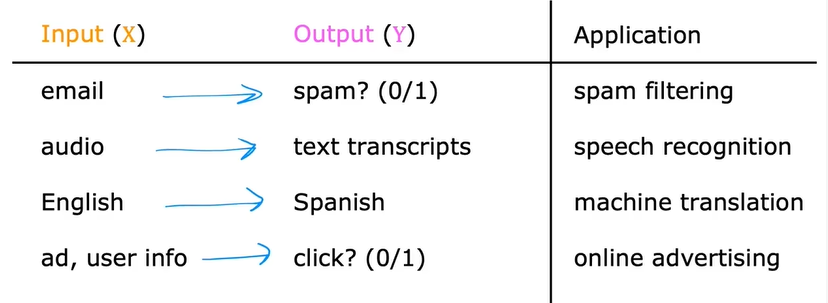 Input (X) Output (Y) Application
email spam? (0/1) spam filtering
audio text transcripts speech recognition
English Spanish machine translation
ad, user info click? (0/1) online advertising